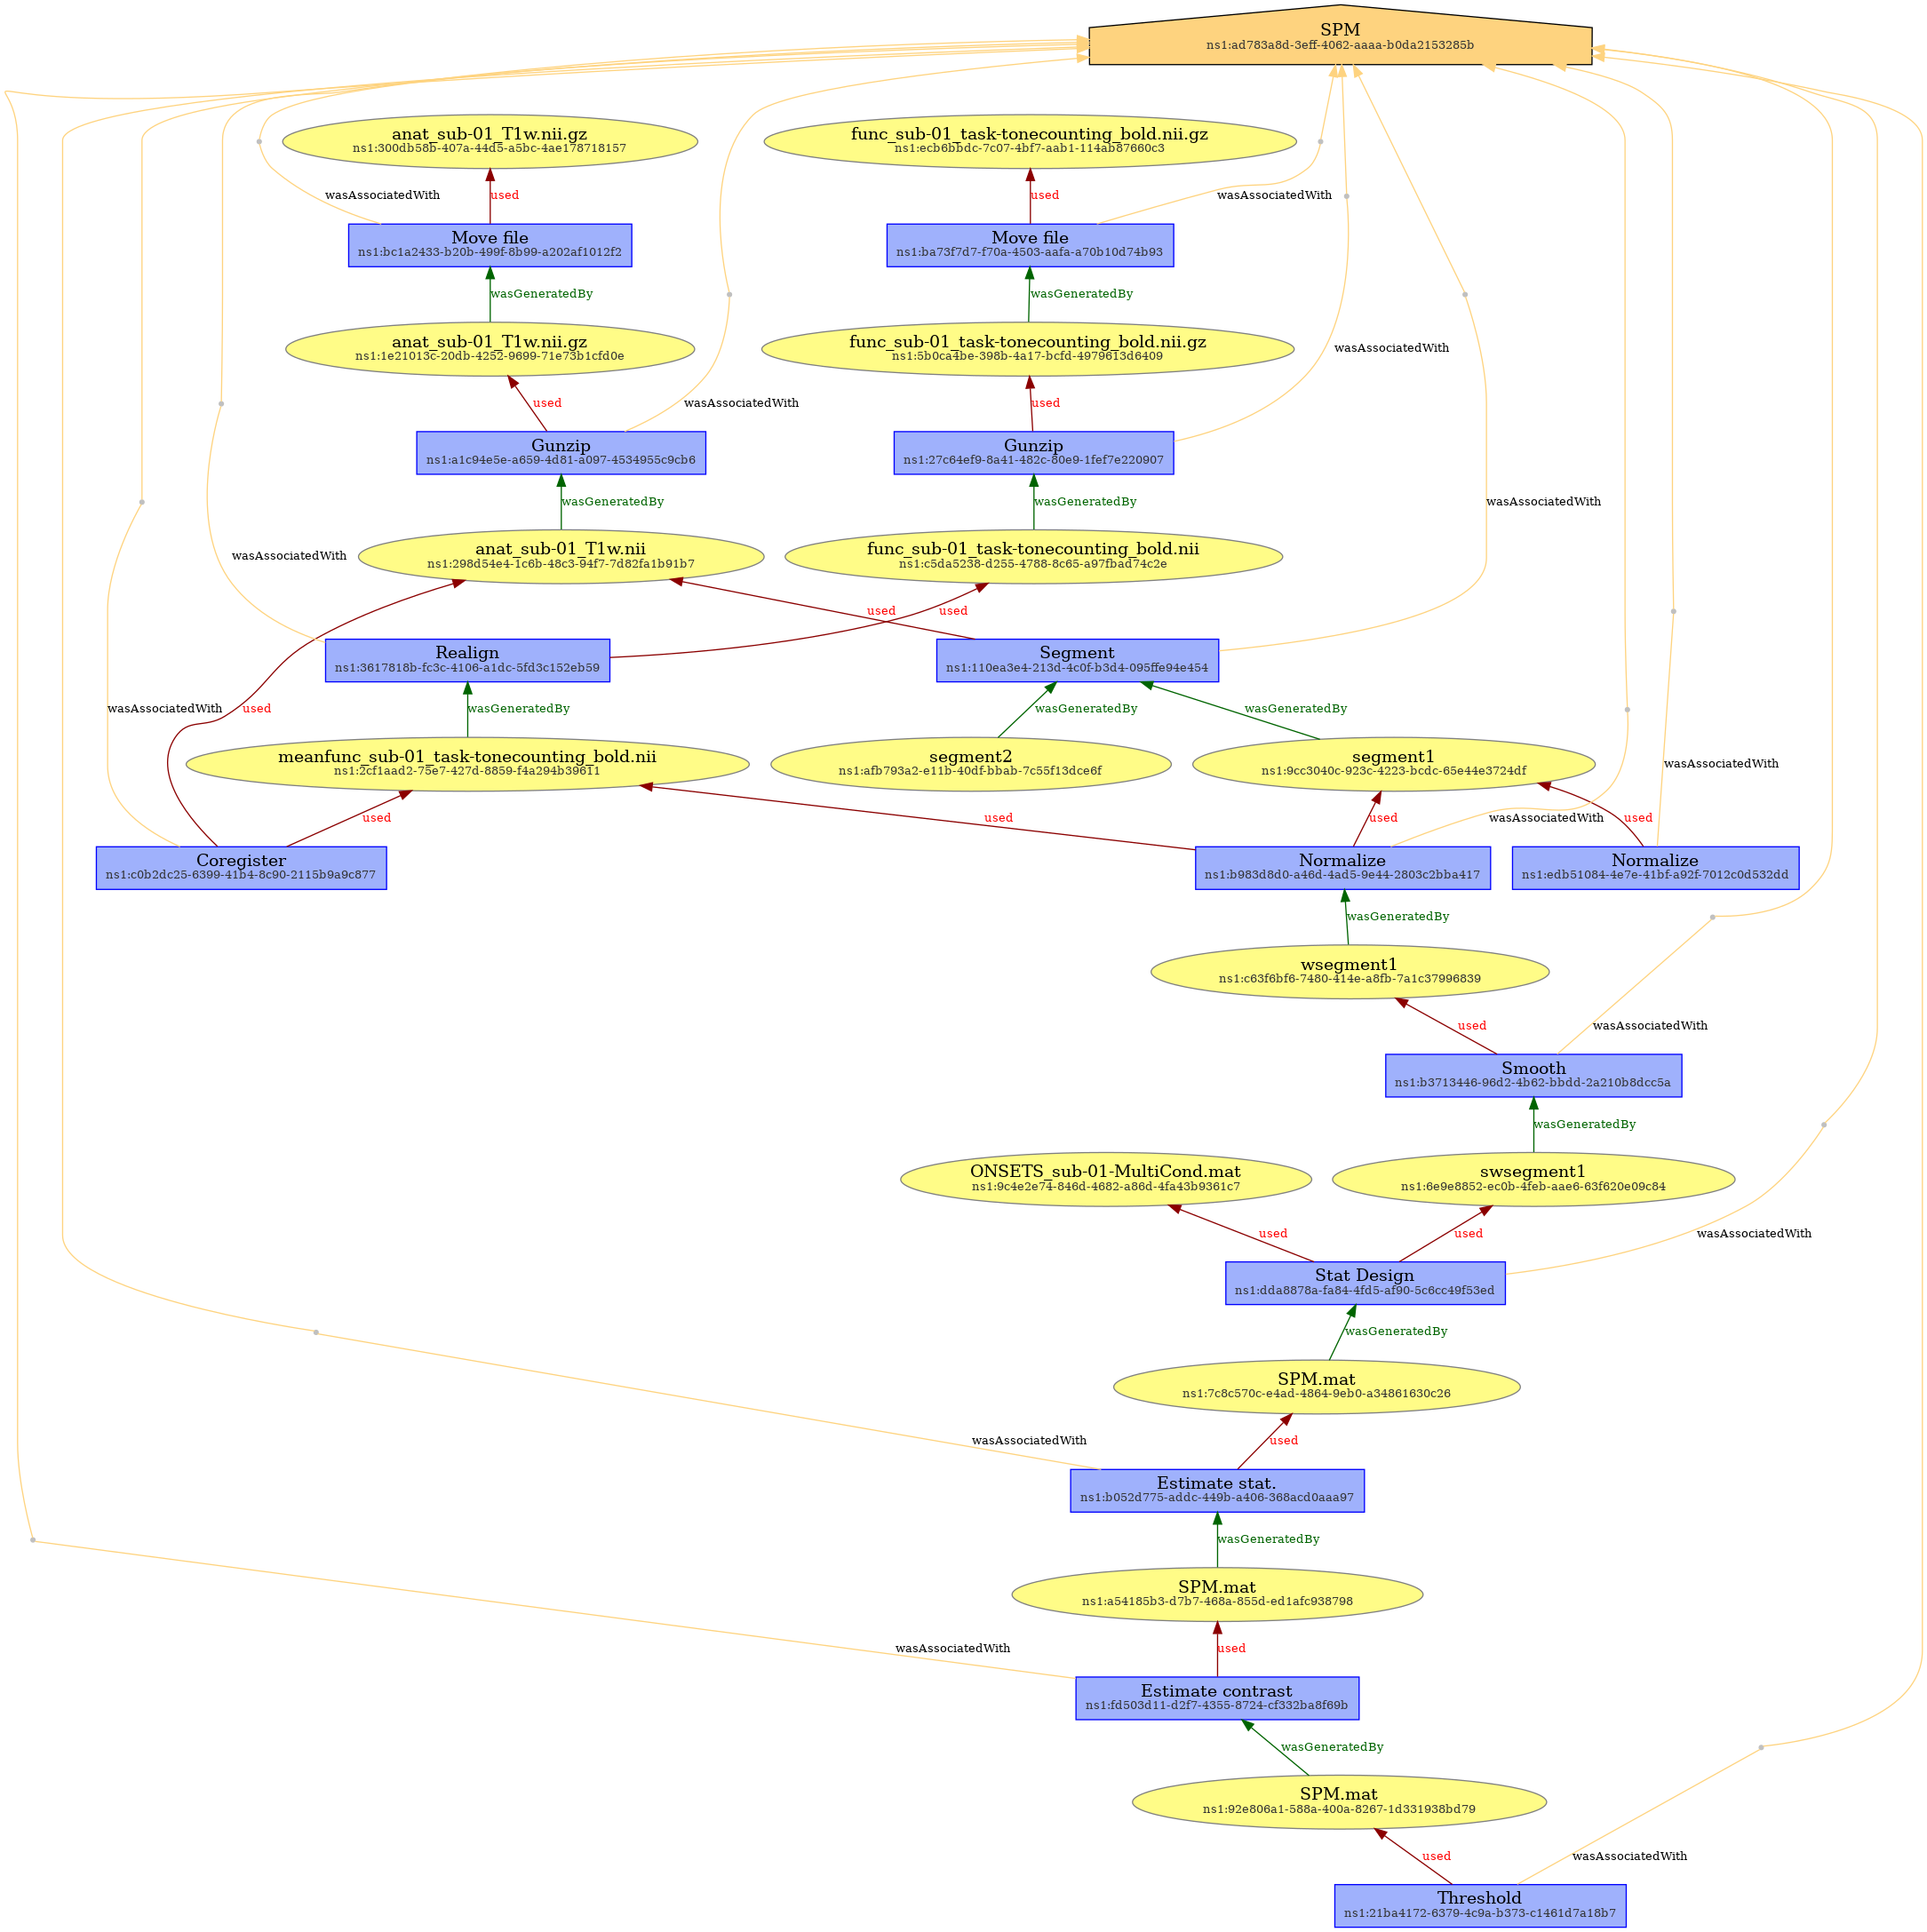 SPM
ns1:ad783a8d-3eff-4062-aaaa-b0da2153285b
anat_sub-01_T1w.nii.gz
ns1:300db58b-407a-44d5-a5bc-4ae178718157
func_sub-01_task-tonecounting_bold.nii.gz
ns1:ecb6bbdc-7c07-4bf7-aab1-114ab87660c3
wasAssociatedWith
used
used
wasAssociatedWith
Move file
ns1:bc1a2433-b20b-499f-8b99-a202af1012f2
Move file
ns1:ba73f7d7-f70a-4503-aafa-a70b10d74b93
wasGeneratedBy
wasGeneratedBy
anat_sub-01_T1w.nii.gz
ns1:1e21013c-20db-4252-9699-71e73b1cfd0e
func_sub-01_task-tonecounting_bold.nii.gz
ns1:5b0ca4be-398b-4a17-bcfd-4979613d6409
wasAssociatedWith
used
wasAssociatedWith
used
Gunzip
ns1:a1c94e5e-a659-4d81-a097-4534955c9cb6
Gunzip
ns1:27c64ef9-8a41-482c-80e9-1fef7e220907
wasGeneratedBy
wasGeneratedBy
wasAssociatedWith
anat_sub-01_T1w.nii
ns1:298d54e4-1c6b-48c3-94f7-7d82fa1b91b7
func_sub-01_task-tonecounting_bold.nii
ns1:c5da5238-d255-4788-8c65-a97fbad74c2e
wasAssociatedWith
used
used
Realign
ns1:3617818b-fc3c-4106-a1dc-5fd3c152eb59
Segment
ns1:110ea3e4-213d-4c0f-b3d4-095ffe94e454
wasAssociatedWith
used
wasGeneratedBy
wasGeneratedBy
wasGeneratedBy
meanfunc_sub-01_task-tonecounting_bold.nii
ns1:2cf1aad2-75e7-427d-8859-f4a294b39611
segment2
ns1:afb793a2-e11b-40df-bbab-7c55f13dce6f
segment1
ns1:9cc3040c-923c-4223-bcdc-65e44e3724df
wasAssociatedWith
used
used
used
wasAssociatedWith
used
Coregister
ns1:c0b2dc25-6399-41b4-8c90-2115b9a9c877
Normalize
ns1:b983d8d0-a46d-4ad5-9e44-2803c2bba417
Normalize
ns1:edb51084-4e7e-41bf-a92f-7012c0d532dd
wasGeneratedBy
wsegment1
ns1:c63f6bf6-7480-414e-a8fb-7a1c37996839
used
wasAssociatedWith
Smooth
ns1:b3713446-96d2-4b62-bbdd-2a210b8dcc5a
wasGeneratedBy
ONSETS_sub-01-MultiCond.mat
ns1:9c4e2e74-846d-4682-a86d-4fa43b9361c7
swsegment1
ns1:6e9e8852-ec0b-4feb-aae6-63f620e09c84
used
used
wasAssociatedWith
Stat Design
ns1:dda8878a-fa84-4fd5-af90-5c6cc49f53ed
wasGeneratedBy
SPM.mat
ns1:7c8c570c-e4ad-4864-9eb0-a34861630c26
wasAssociatedWith
used
Estimate stat.
ns1:b052d775-addc-449b-a406-368acd0aaa97
wasGeneratedBy
SPM.mat
ns1:a54185b3-d7b7-468a-855d-ed1afc938798
wasAssociatedWith
used
Estimate contrast
ns1:fd503d11-d2f7-4355-8724-cf332ba8f69b
wasGeneratedBy
SPM.mat
ns1:92e806a1-588a-400a-8267-1d331938bd79
used
wasAssociatedWith
Threshold
ns1:21ba4172-6379-4c9a-b373-c1461d7a18b7